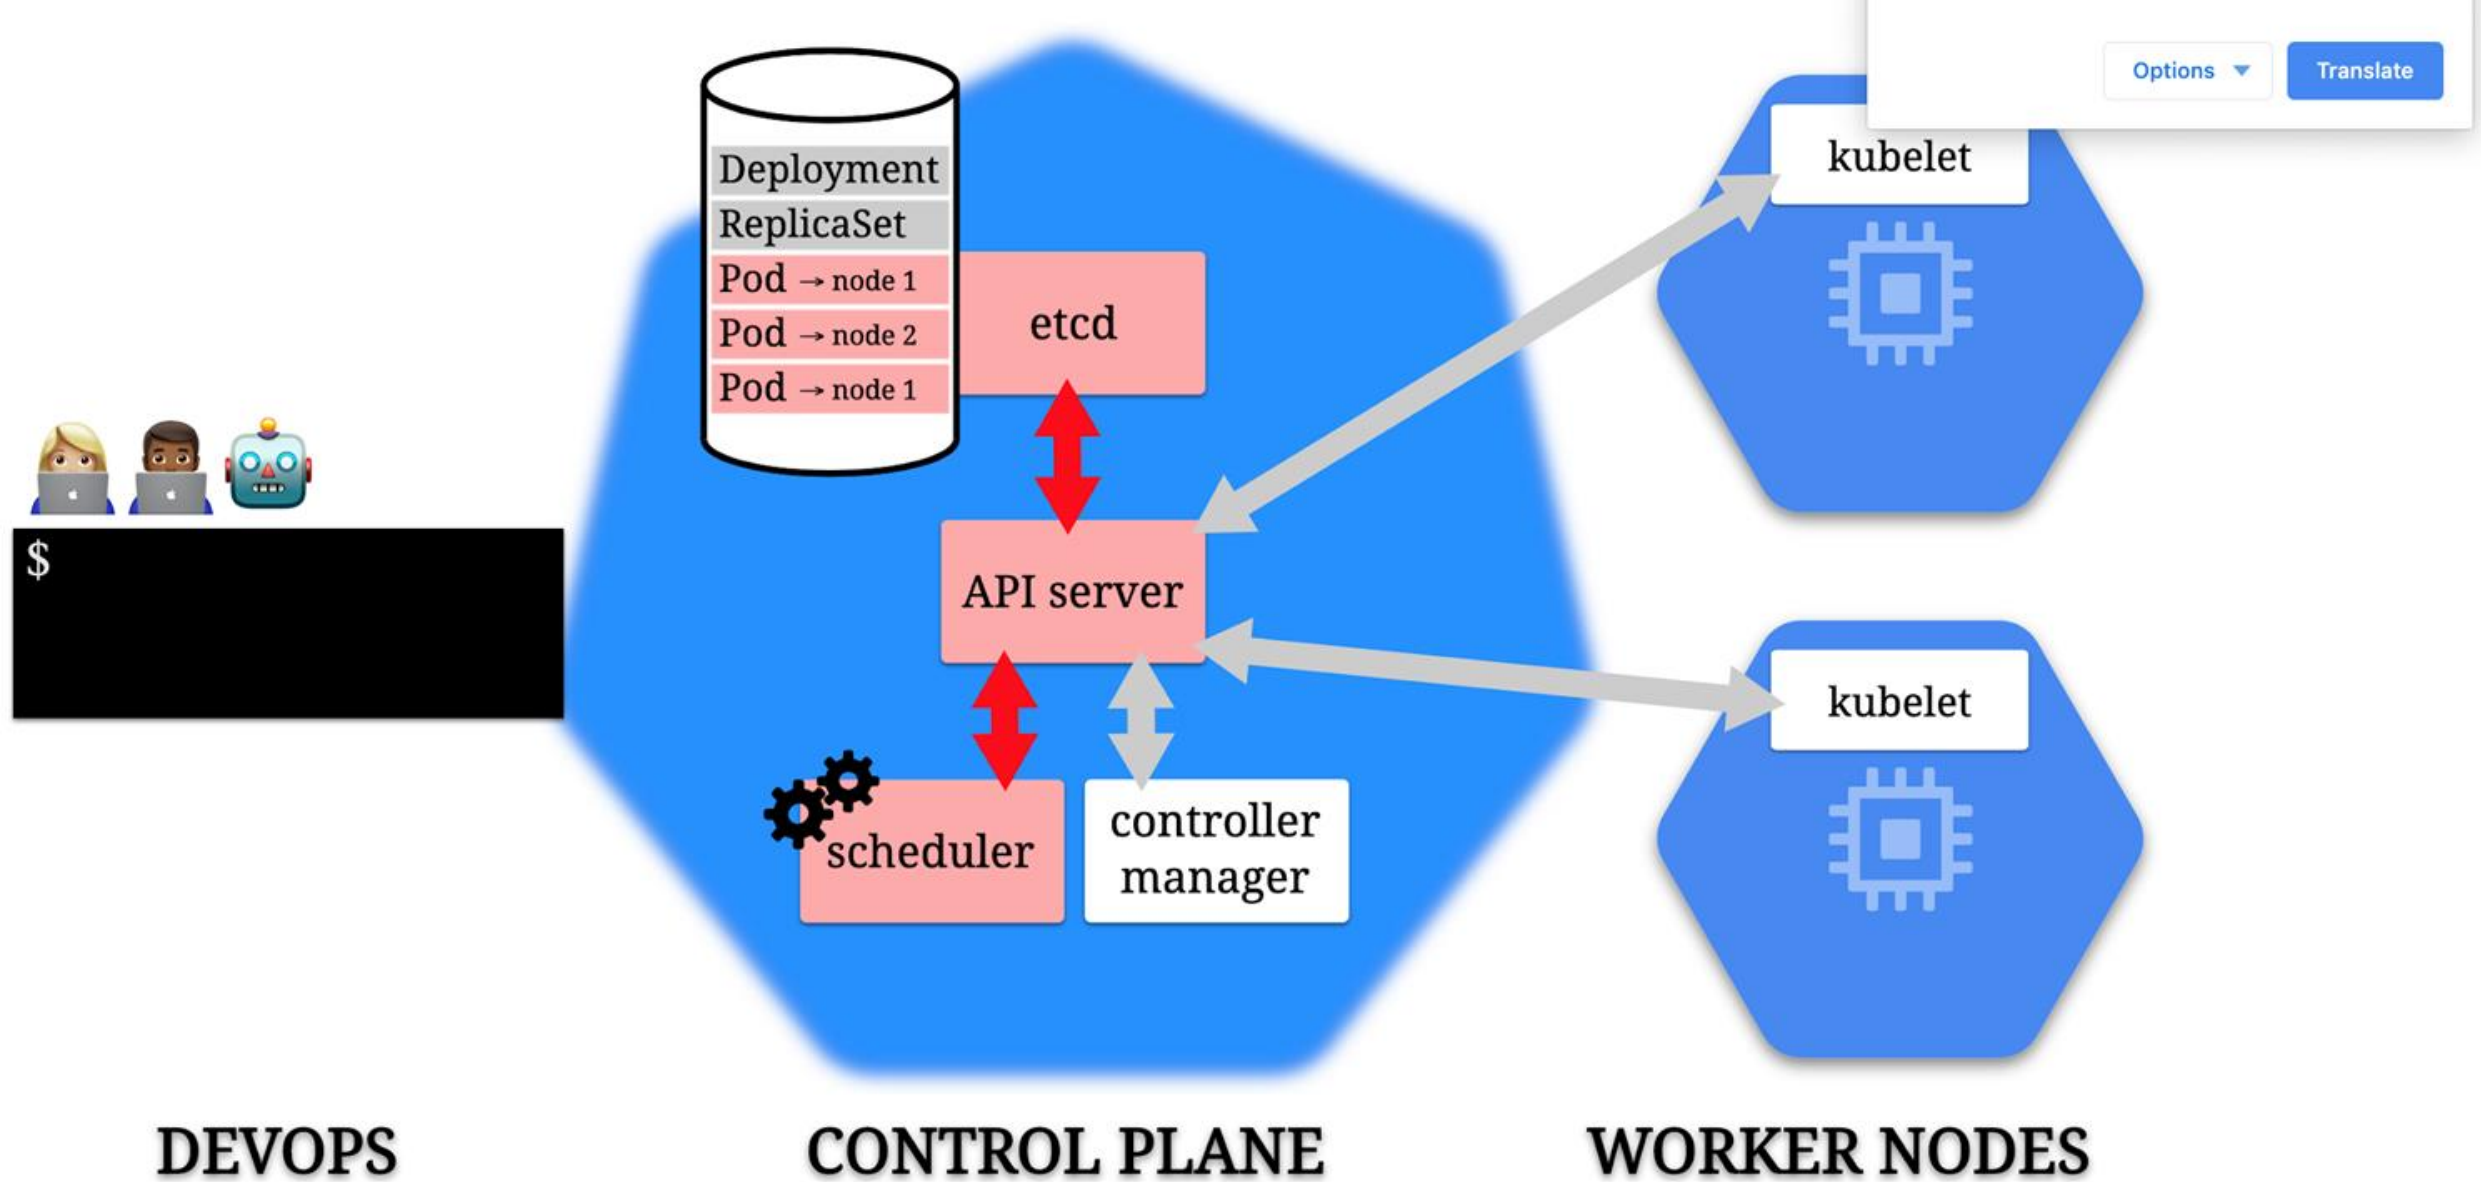 Options
Translate
Deployment
ReplicaSet
Pod → node 1
Pod → node 2
Pod → node 1
etcd
kubelet
$
API server
kubelet
scheduler
controller
manager
DEVOPS
CONTROL PLANE
WORKER NODES